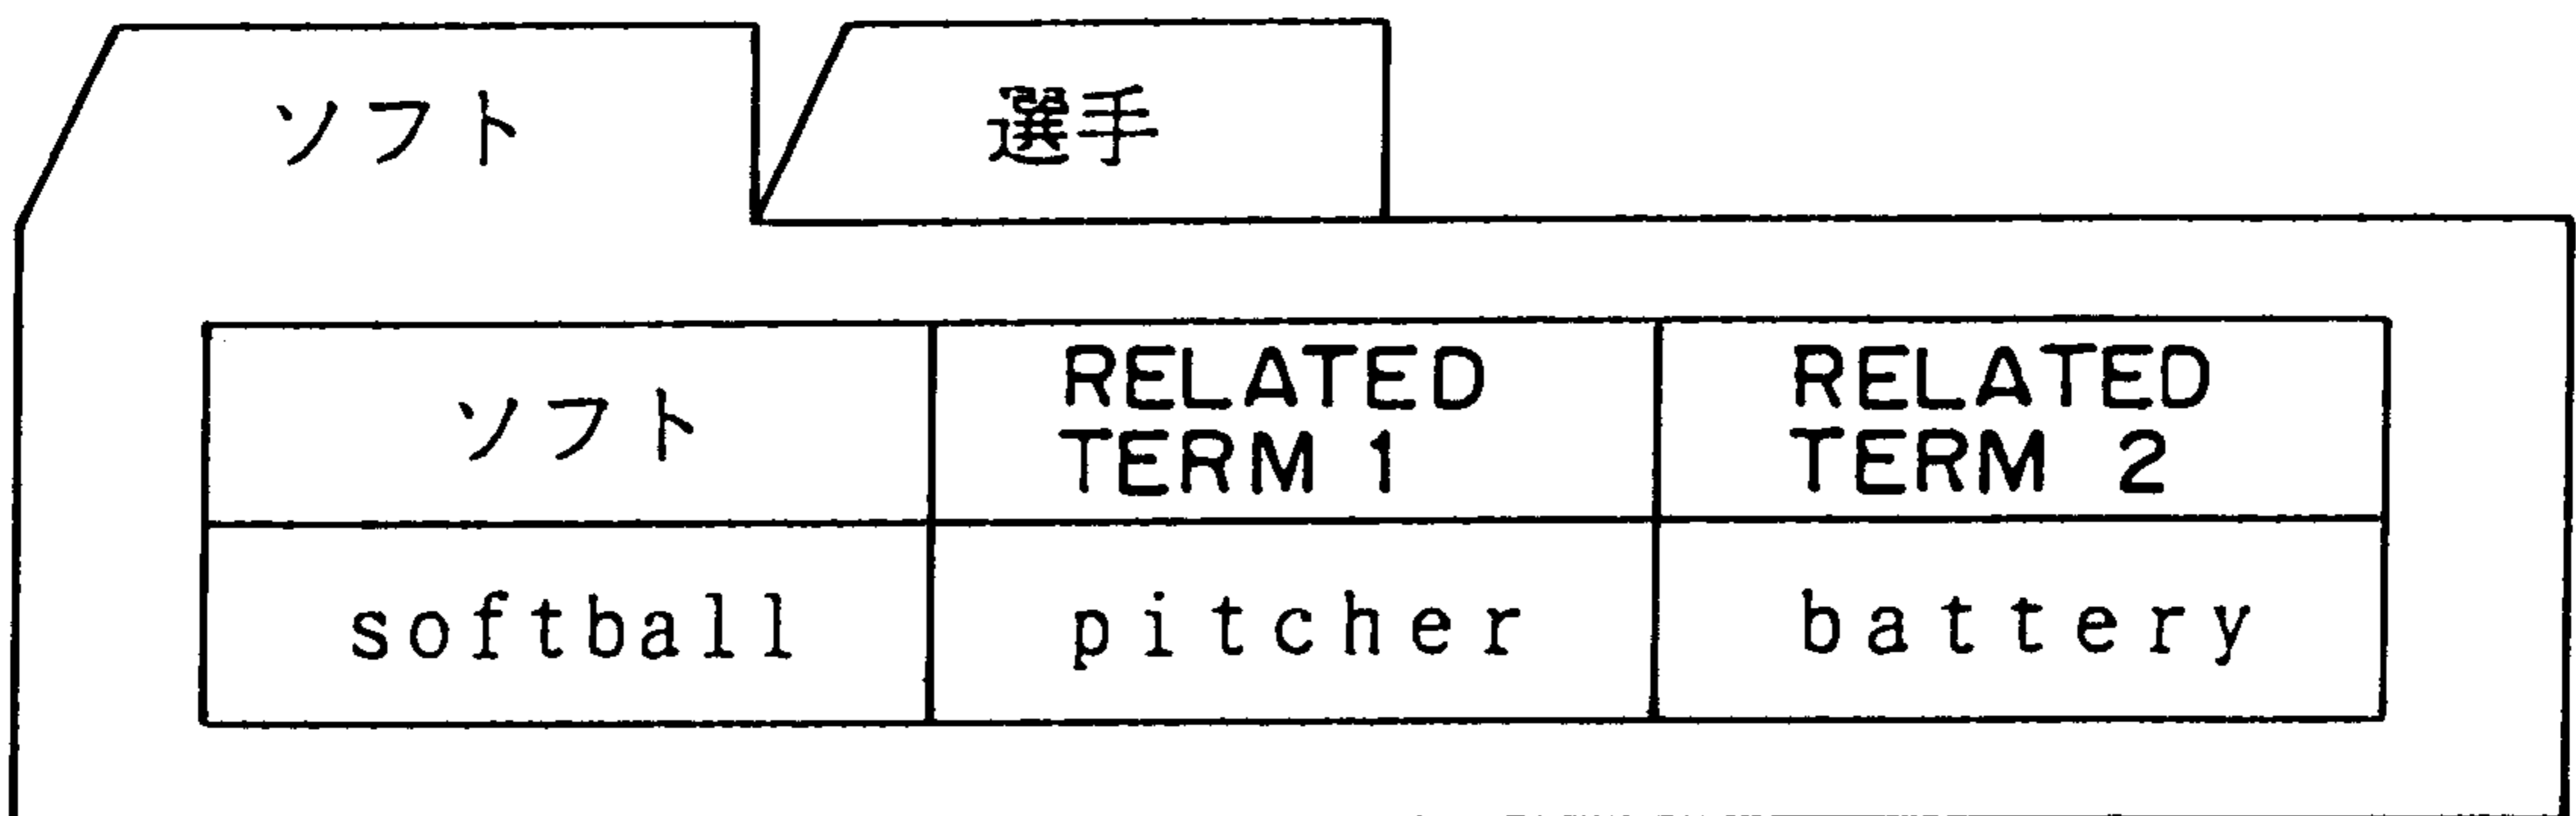 ソフト
選手
ソフト
RELATED
TERM 1
RELATED
TERM 2
softball
pitcher
battery